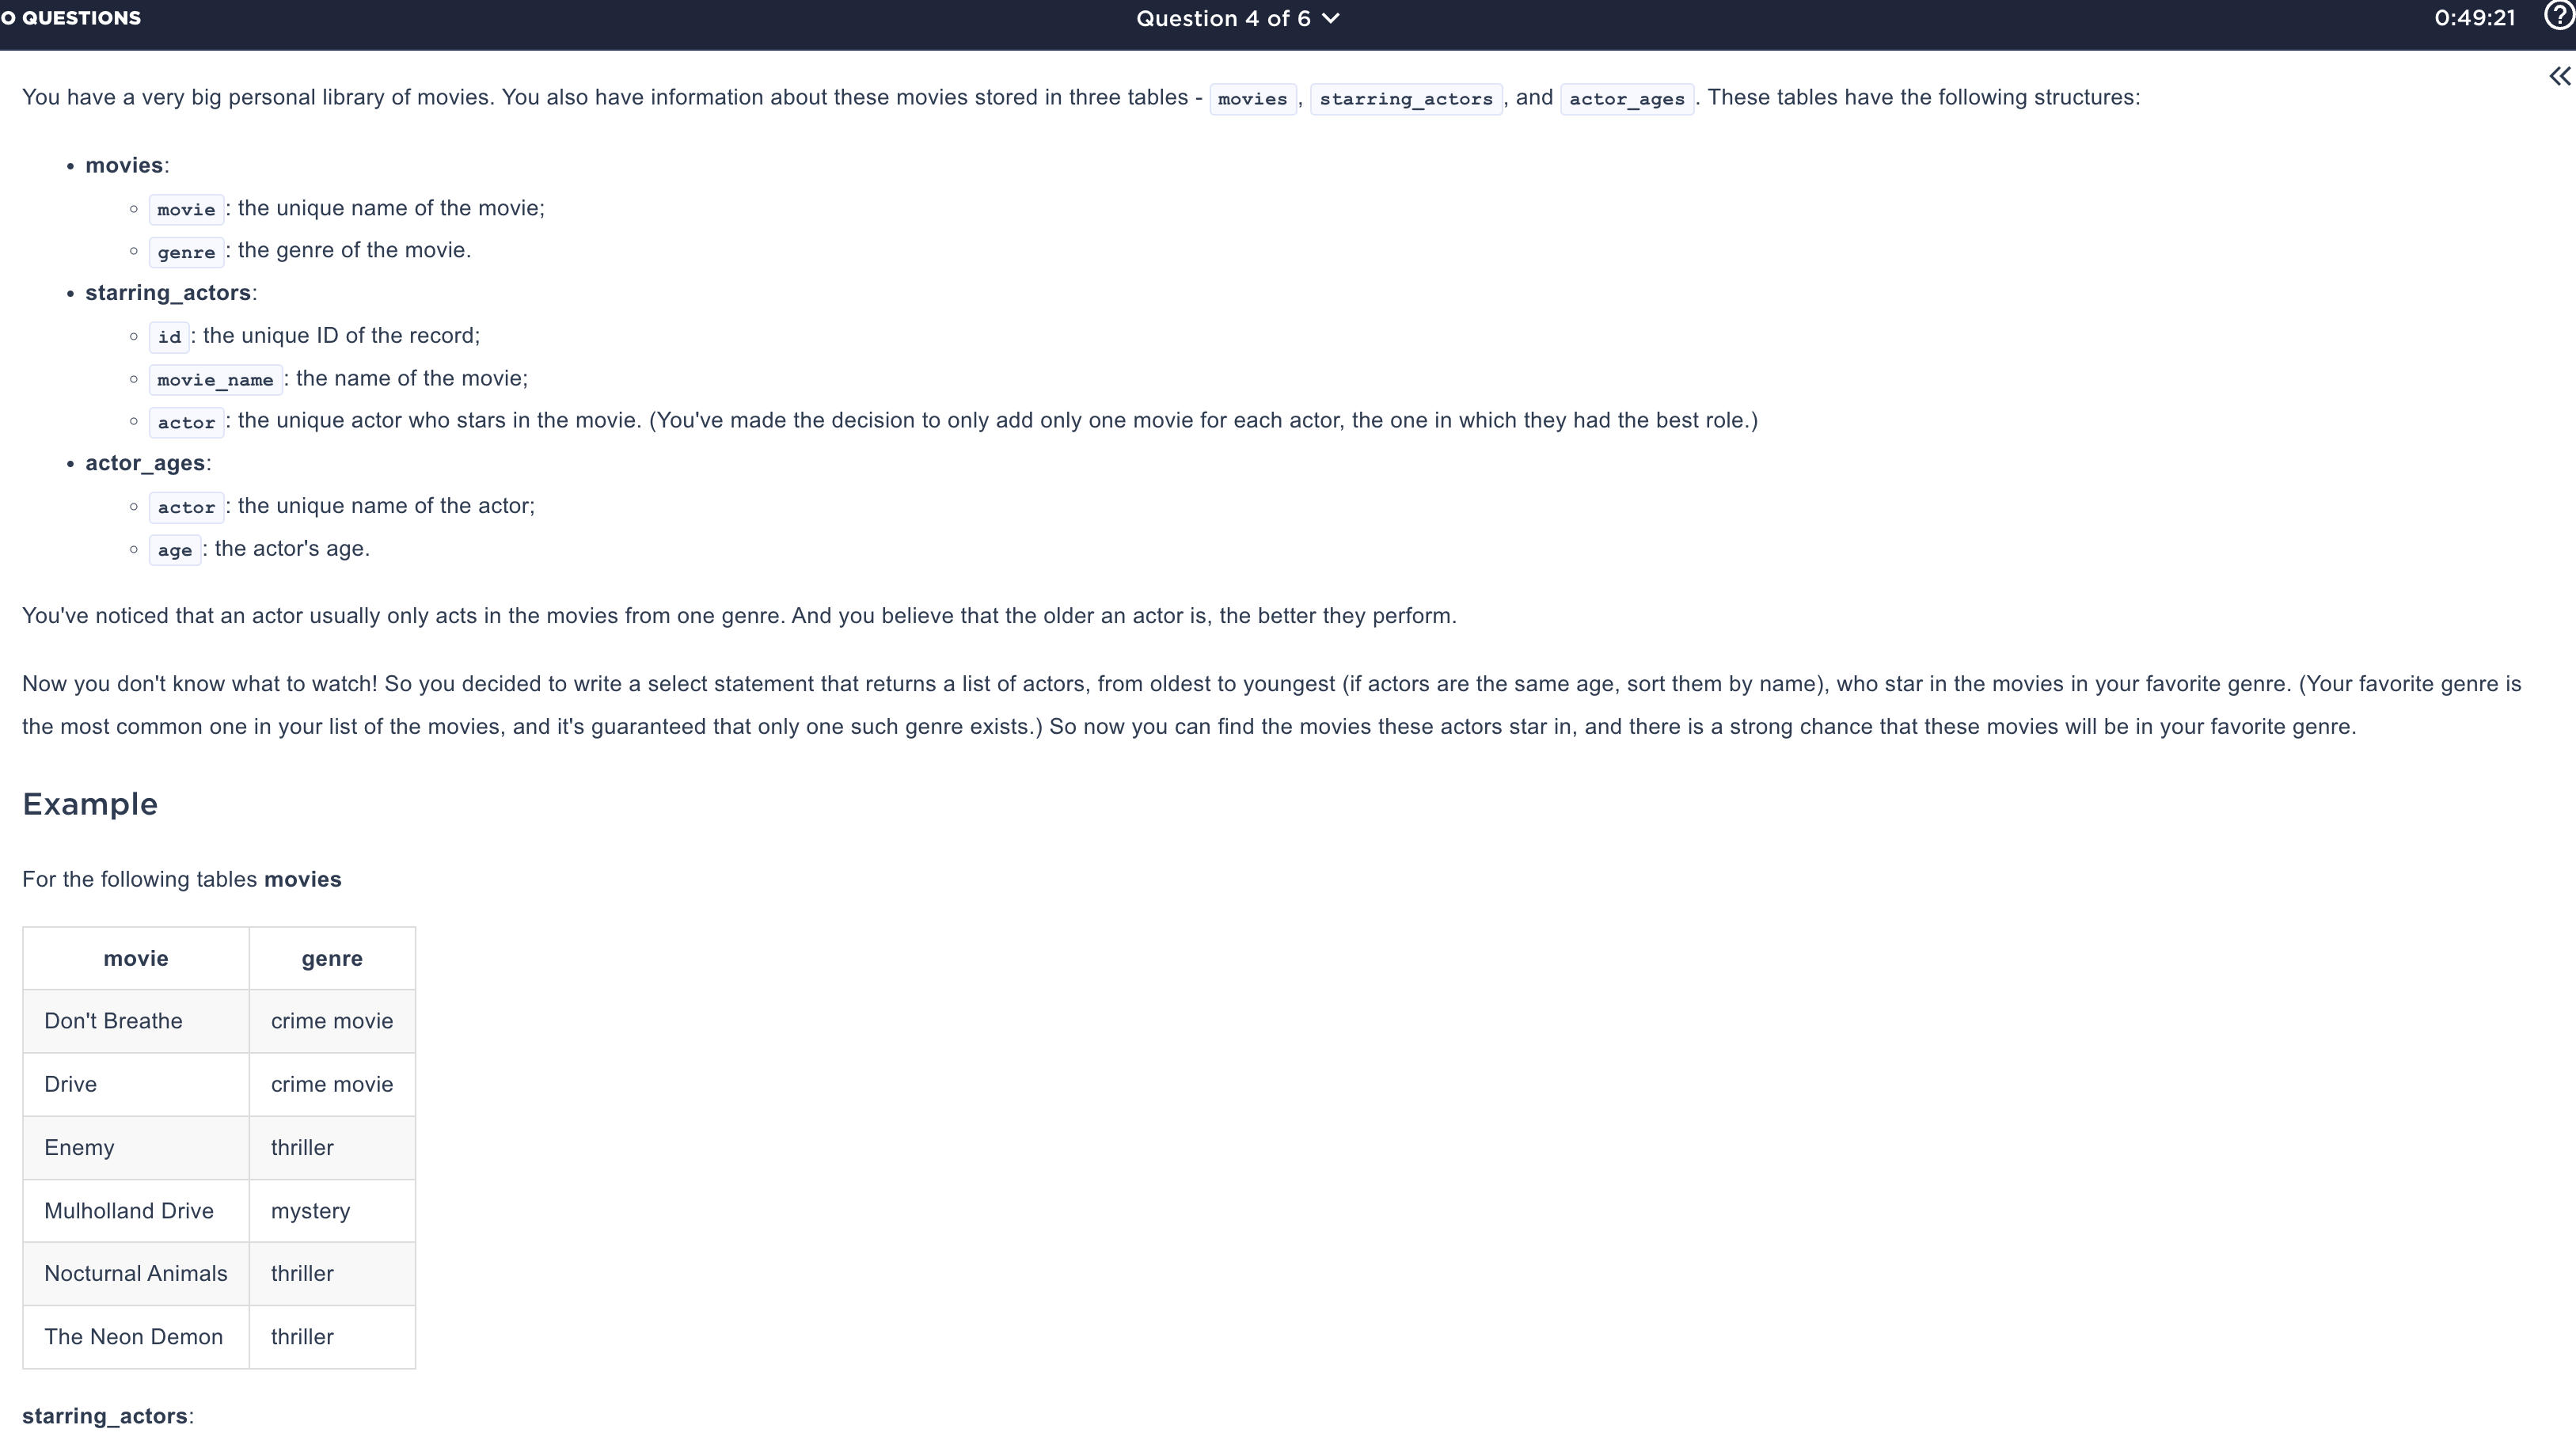 O QUESTIONS
Question 4 of 6
0:49:21
?
You have a very big personal library of movies. You also have information about these movies stored in three tables - movies, starring_actors, and actor_ages. These tables have the following structures:
• movies:
◦ movie: the unique name of the movie;
◦ genre: the genre of the movie.
• starring_actors:
◦ id: the unique ID of the record;
◦ movie_name: the name of the movie;
◦ actor: the unique actor who stars in the movie. (You've made the decision to only add only one movie for each actor, the one in which they had the best role.)
• actor_ages:
◦ actor: the unique name of the actor;
◦ age: the actor's age.
You've noticed that an actor usually only acts in the movies from one genre. And you believe that the older an actor is, the better they perform.
Now you don't know what to watch! So you decided to write a select statement that returns a list of actors, from oldest to youngest (if actors are the same age, sort them by name), who star in the movies in your favorite genre. (Your favorite genre is
the most common one in your list of the movies, and it's guaranteed that only one such genre exists.) So now you can find the movies these actors star in, and there is a strong chance that these movies will be in your favorite genre.
Example
For the following tables movies
movie genre
Don't Breathe crime movie
Drive crime movie
Enemy thriller
Mulholland Drive mystery
Nocturnal Animals thriller
The Neon Demon thriller
starring_actors: